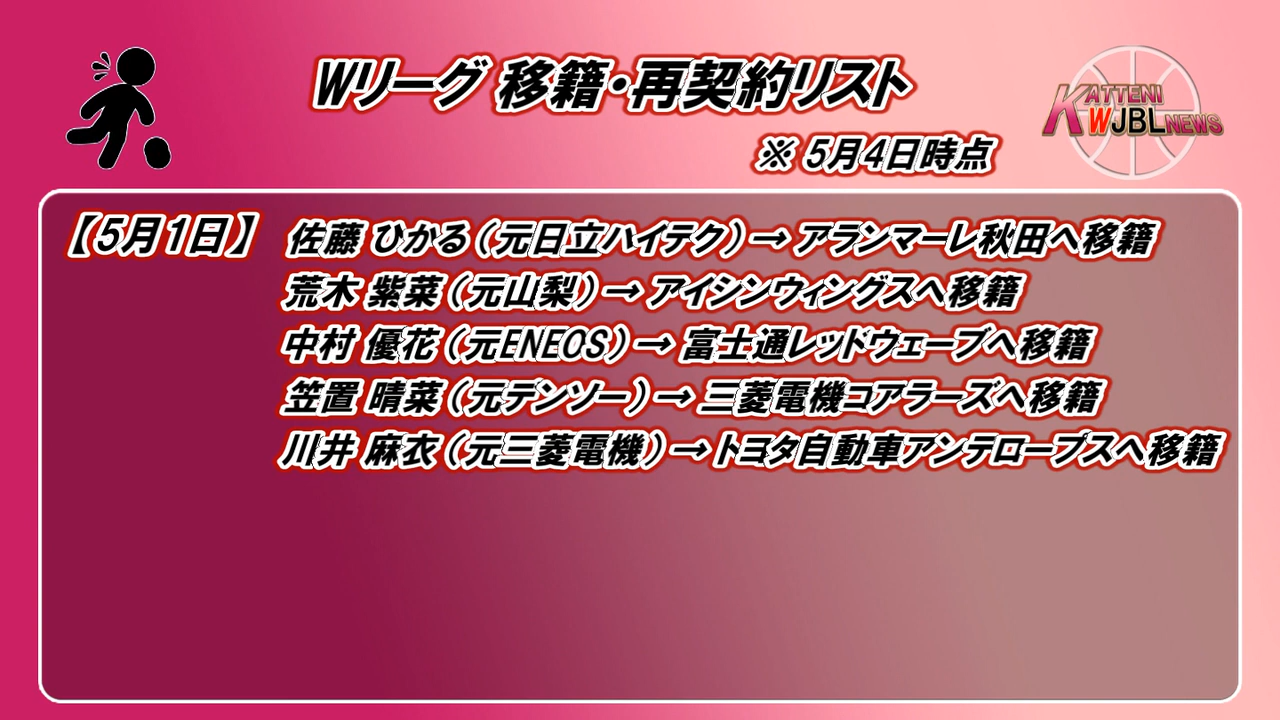 Wリーグ 移籍・再契約リスト
※ 5月4日時点
KATTENI
WJBLNEWS
【5月1日】 佐藤 ひかる（元日立ハイテク）→ アランマーレ秋田へ移籍
荒木 紫菜（元山梨）→ アイシンウィングスへ移籍
中村 優花（元ENEOS）→ 富士通レッドウェーブへ移籍
笠置 晴菜（元デンソー）→ 三菱電機コアラーズへ移籍
川井 麻衣（元三菱電機）→ トヨタ自動車アンテロープスへ移籍